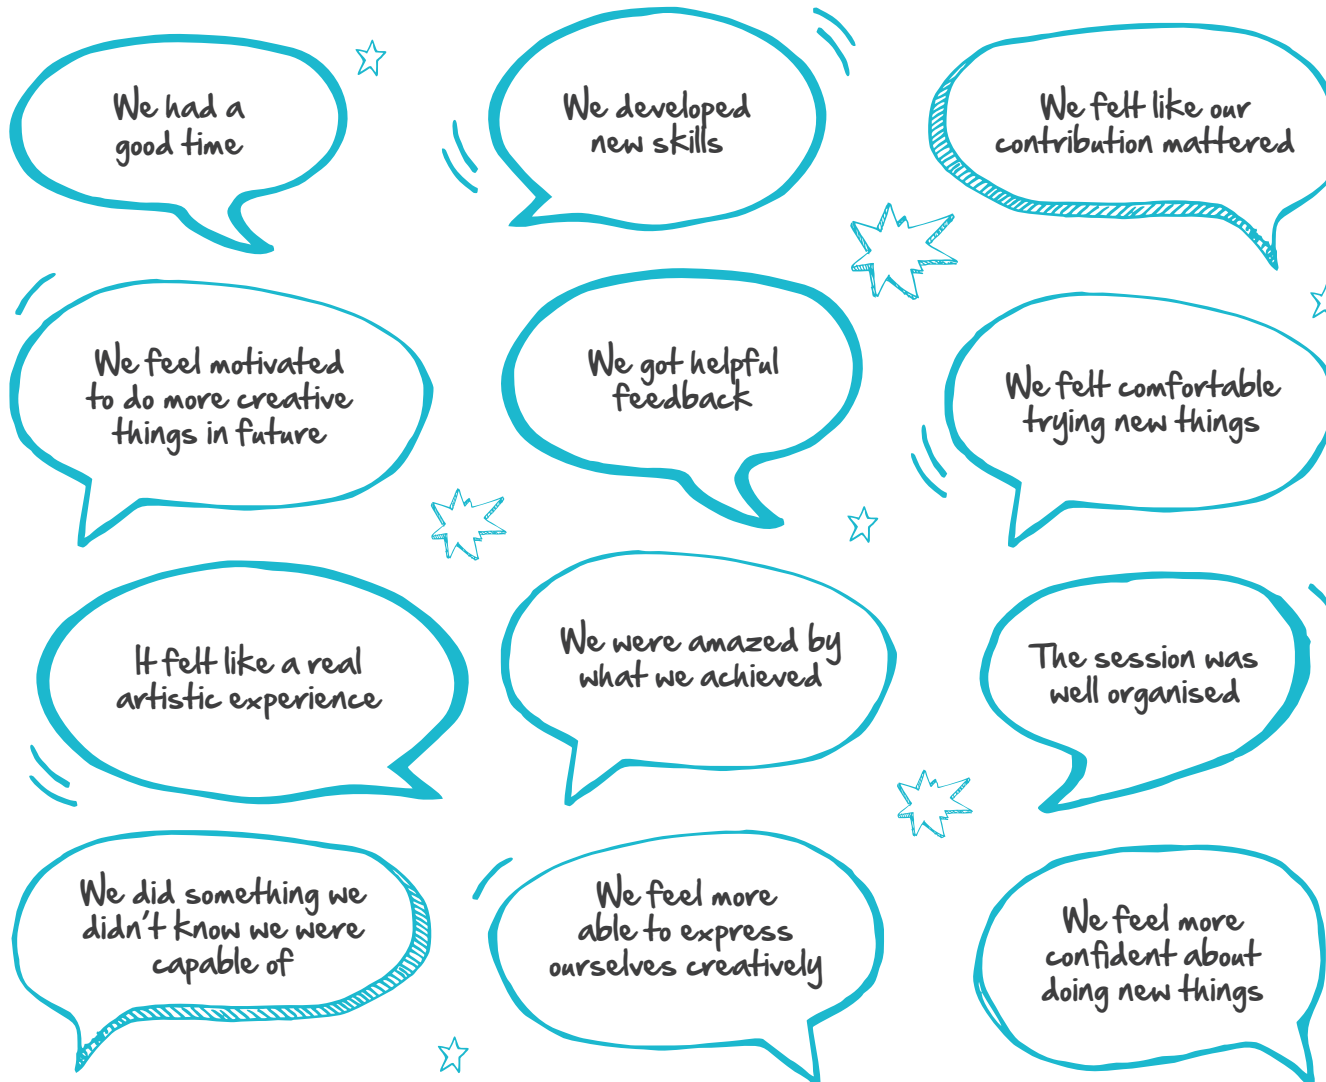 We had a
good time
We developed
new skills
We felt like our
contribution mattered
We feel motivated
to do more creative
things in future
We got helpful
feedback
We felt comfortable
trying new things
It felt like a real
artistic experience
We were amazed by
what we achieved
The session was
well organised
We did something we
didn't know we were
capable of
We feel more
able to express
ourselves creatively
We feel more
confident about
doing new things